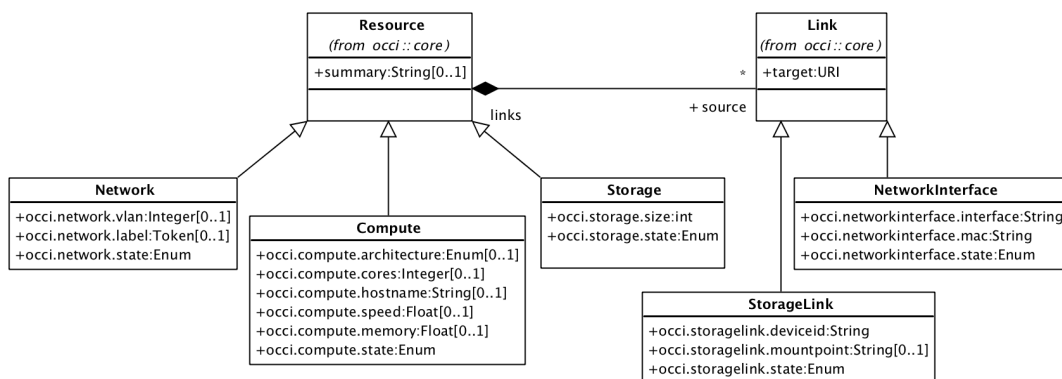 Resource
(from occi::core)
+summary:String[0..1]
Link
(from occi::core)
+target:URI
*
+ source
links
Network
+occi.network.vlan:Integer[0..1]
+occi.network.label:Token[0..1]
+occi.network.state:Enum
Compute
+occi.compute.architecture:Enum[0..1]
+occi.compute.cores:Integer[0..1]
+occi.compute.hostname:String[0..1]
+occi.compute.speed:Float[0..1]
+occi.compute.memory:Float[0..1]
+occi.compute.state:Enum
Storage
+occi.storage.size:int
+occi.storage.state:Enum
NetworkInterface
+occi.networkinterface.interface:String
+occi.networkinterface.mac:String
+occi.networkinterface.state:Enum
StorageLink
+occi.storagelink.deviceid:String
+occi.storagelink.mountpoint:String[0..1]
+occi.storagelink.state:Enum